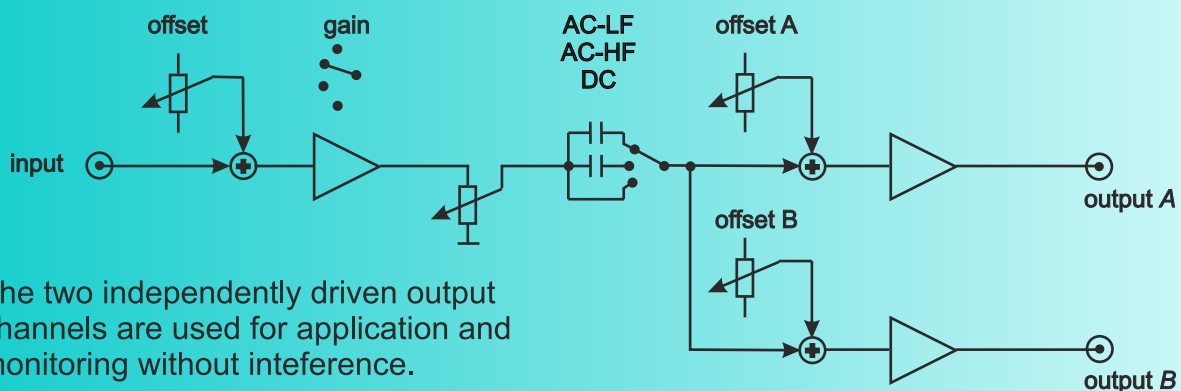 offset
gain
AC-LF
AC-HF
DC
offset A
input
output A
offset B
he two independently driven output
channels are used for application and
monitoring without inteference.
output B